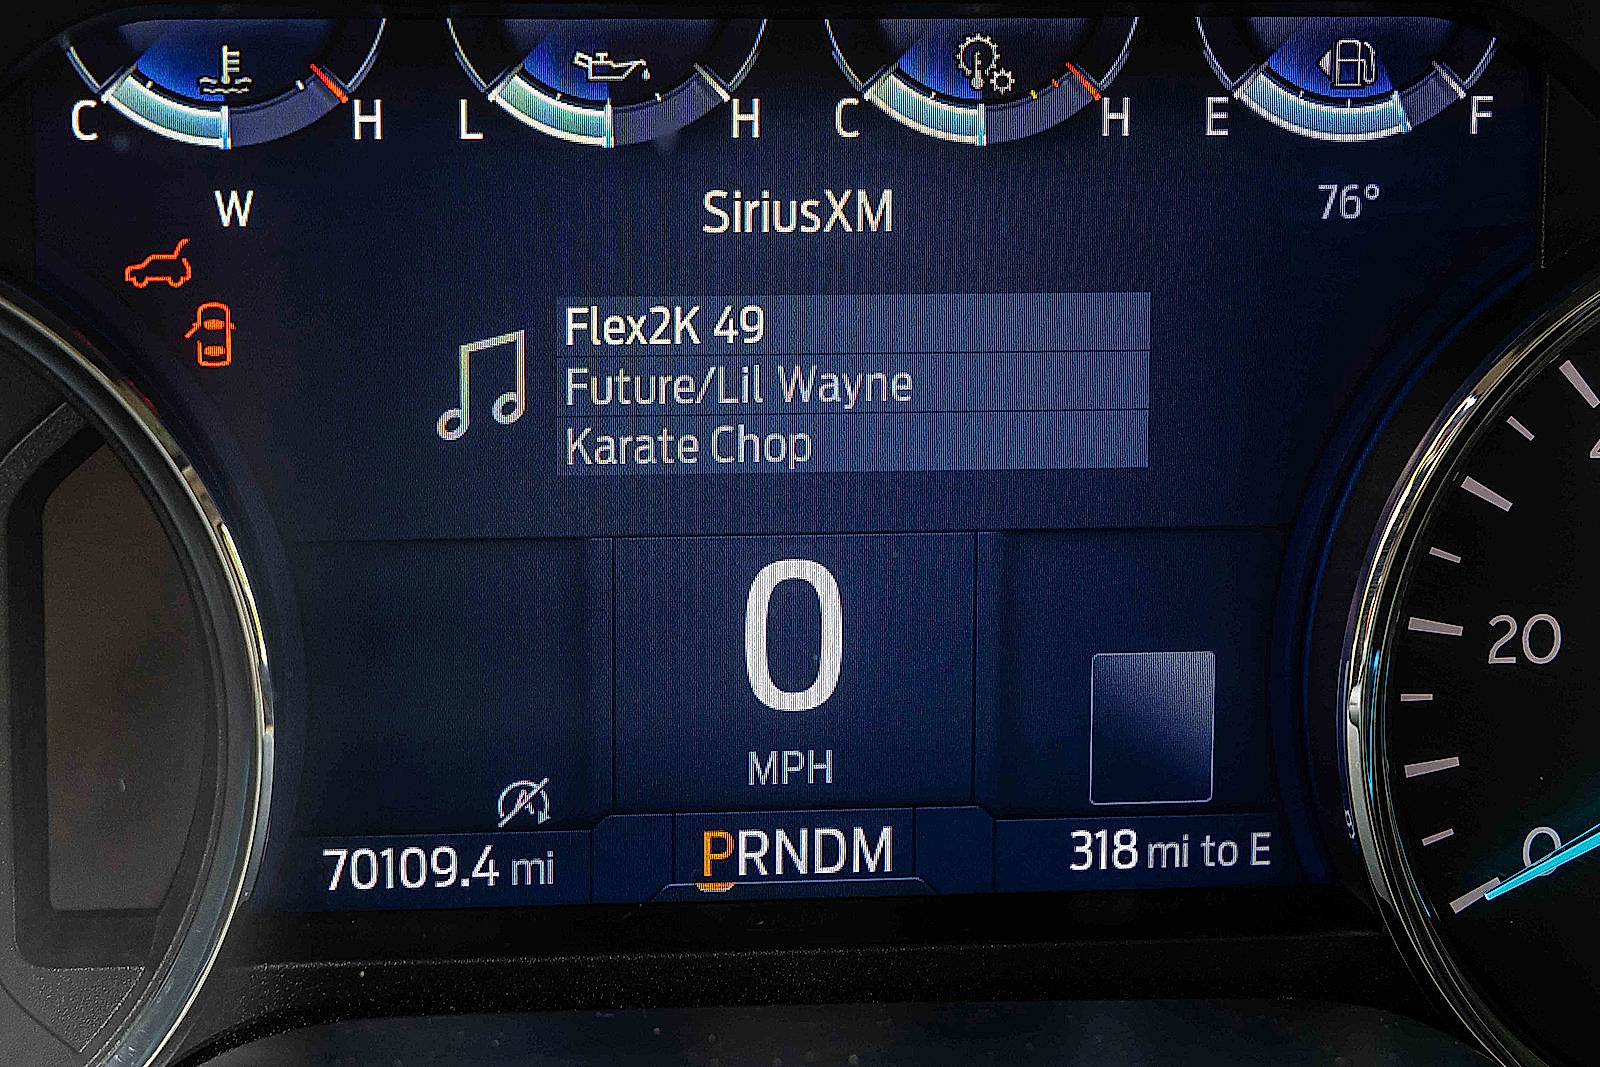 C H L H C H E F
W SiriusXM 76°
Flex2K 49
Future/Lil Wayne
Karate Chop
0
MPH
20
0
70109.4 mi PRNDM 318 mi to E